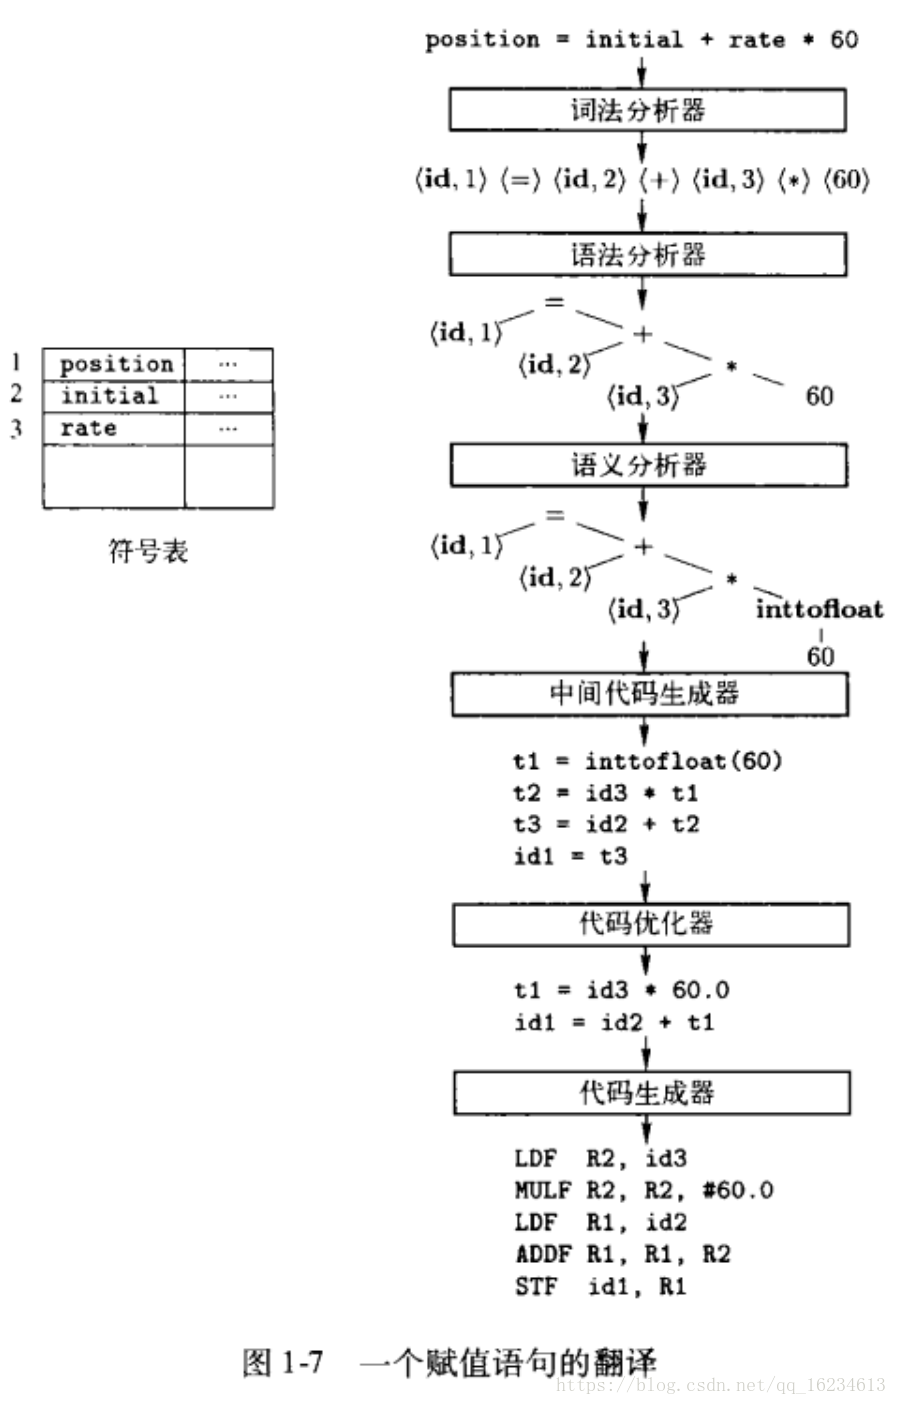 position = initial + rate * 60
词法分析器
⟨id, 1⟩ ⟨=⟩ ⟨id, 2⟩ ⟨+⟩ ⟨id, 3⟩ ⟨*⟩ ⟨60⟩
语法分析器
=
⟨id, 1⟩ +
⟨id, 2⟩ *
⟨id, 3⟩ 60
1 position ...
2 initial ...
3 rate ...
符号表
语义分析器
=
⟨id, 1⟩ +
⟨id, 2⟩ *
⟨id, 3⟩ inttofloat
60
中间代码生成器
t1 = inttofloat(60)
t2 = id3 * t1
t3 = id2 + t2
id1 = t3
代码优化器
t1 = id3 * 60.0
id1 = id2 + t1
代码生成器
LDF R2, id3
MULF R2, R2, #60.0
LDF R1, id2
ADDF R1, R1, R2
STF id1, R1
图 1-7 一个赋值语句的翻译
https://blog.csdn.net/qq_16234613